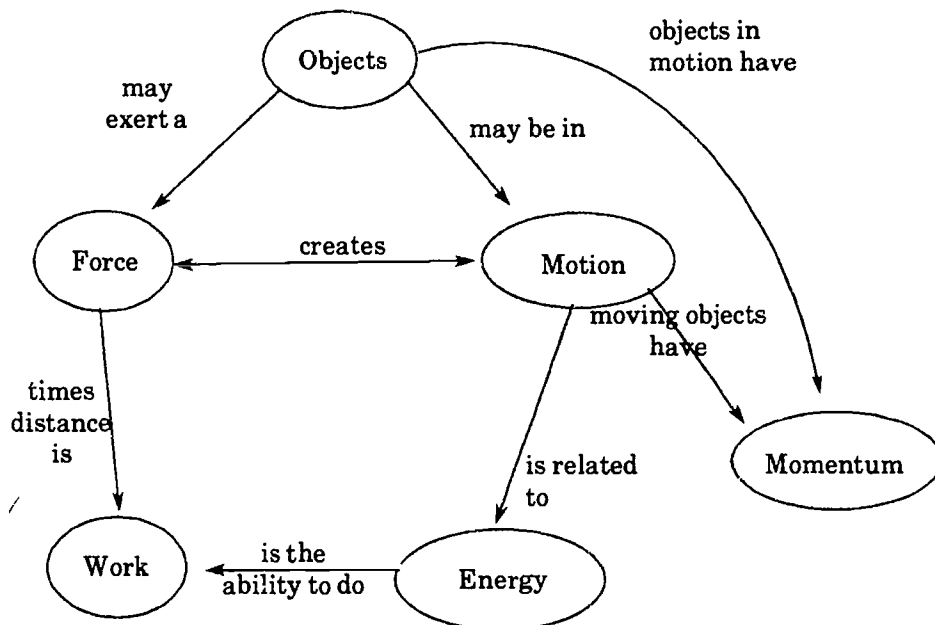 Objects
objects in
motion have
may
exert a
may be in
Force
creates
Motion
moving objects
have
times
distance
is
is related
to
Momentum
Work
is the
ability to do
Energy